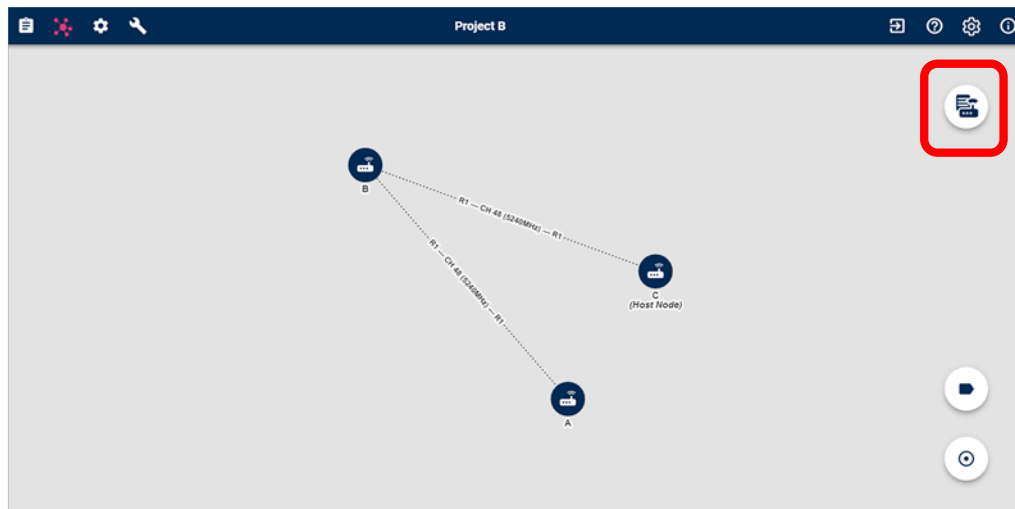 Project B
B
R1 — CH 48 (5240MHz) — R1
R1 — CH 48 (5240MHz) — R1
C
(Host Node)
A